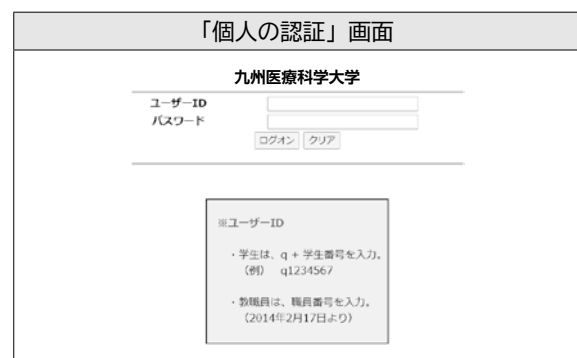 「個人の認証」画面
九州医療科学大学
ユーザーID
パスワード
ログオン クリア
※ユーザーID
・学生は、q + 学生番号を入力。
（例） q1234567
・教職員は、職員番号を入力。
（2014年2月17日より）